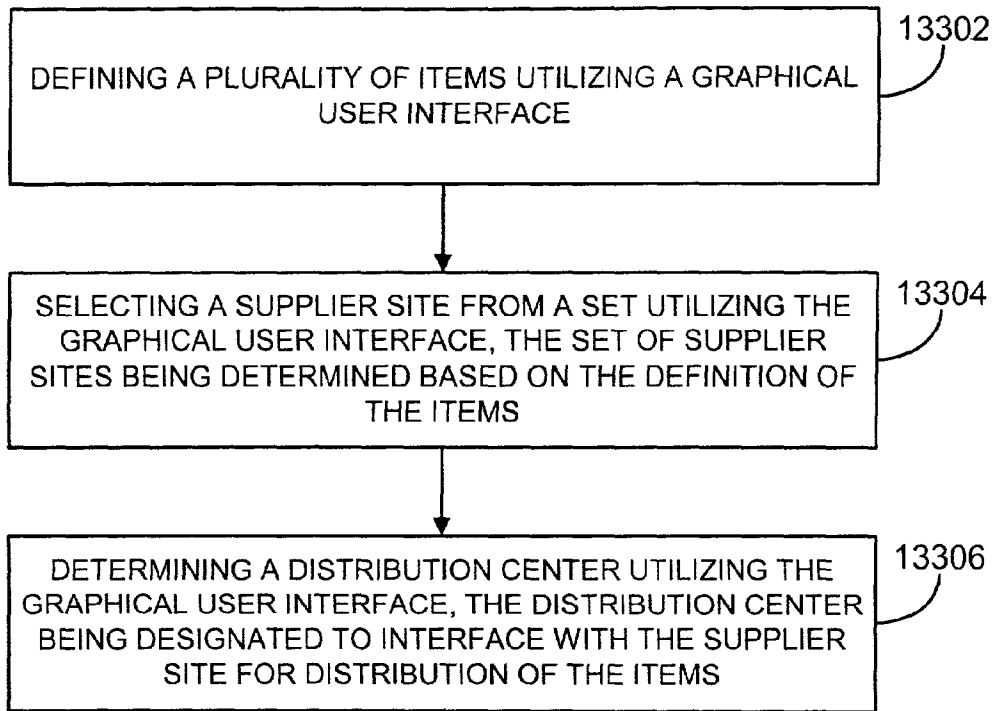 13302
DEFINING A PLURALITY OF ITEMS UTILIZING A GRAPHICAL
USER INTERFACE
13304
SELECTING A SUPPLIER SITE FROM A SET UTILIZING THE
GRAPHICAL USER INTERFACE, THE SET OF SUPPLIER
SITES BEING DETERMINED BASED ON THE DEFINITION OF
THE ITEMS
13306
DETERMINING A DISTRIBUTION CENTER UTILIZING THE
GRAPHICAL USER INTERFACE, THE DISTRIBUTION CENTER
BEING DESIGNATED TO INTERFACE WITH THE SUPPLIER
SITE FOR DISTRIBUTION OF THE ITEMS